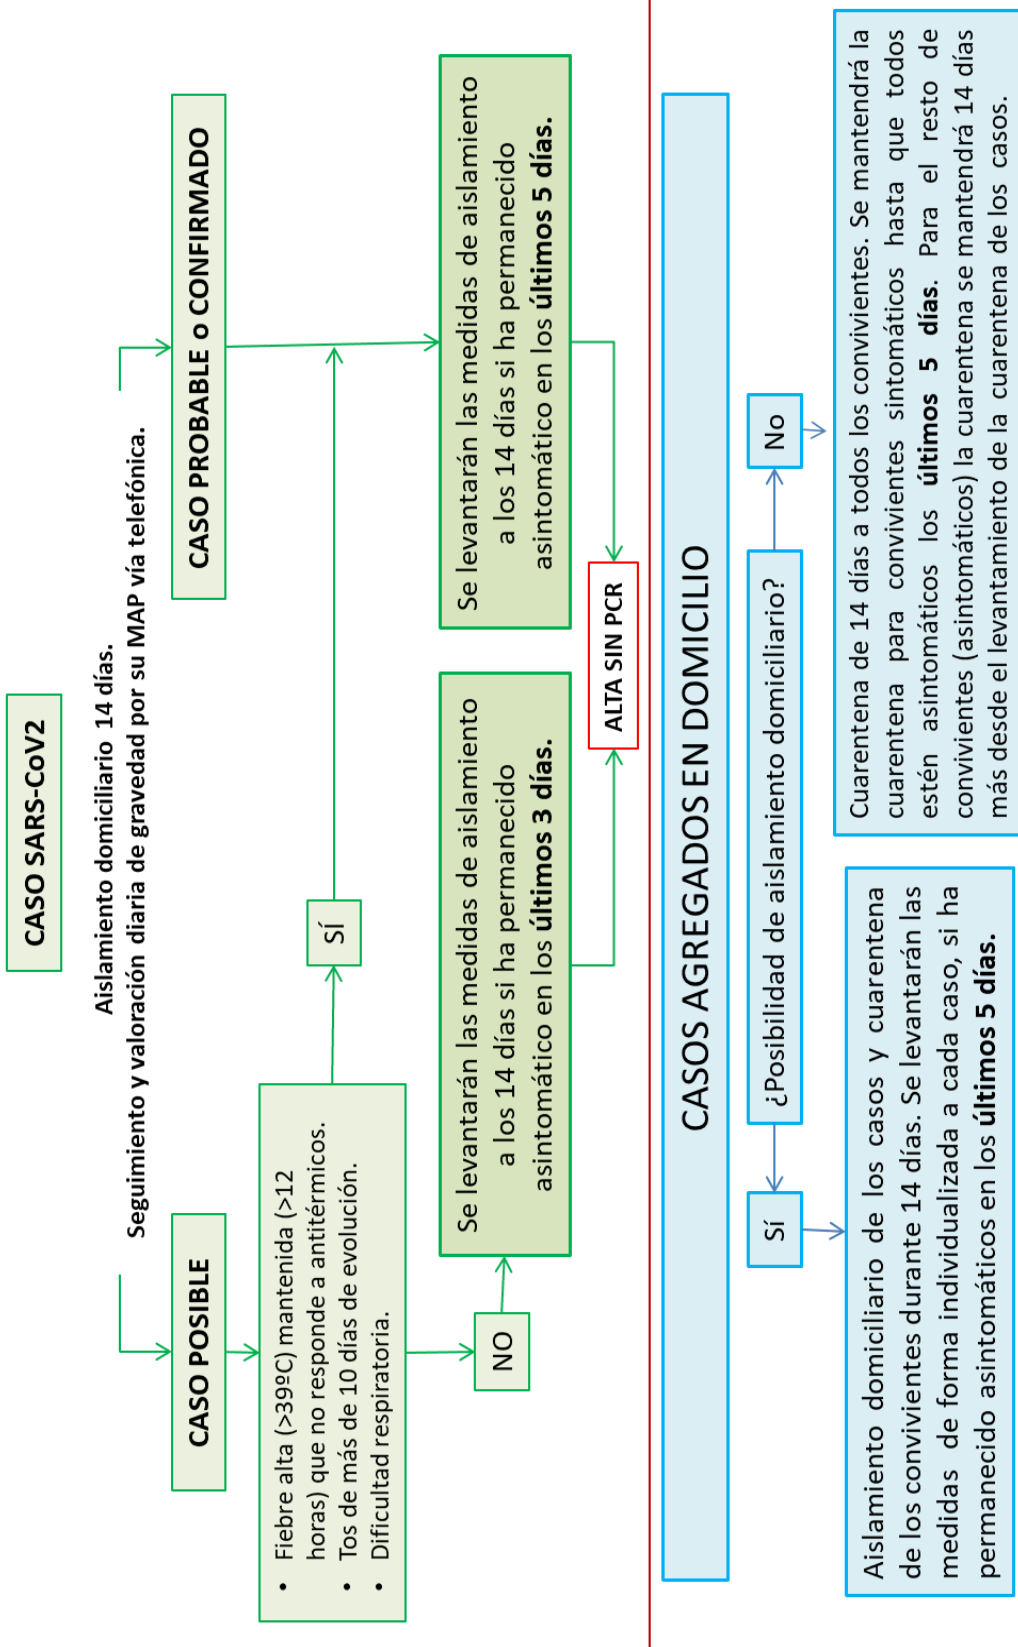 CASO SARS-CoV2
Aislamiento domiciliario 14 días.
Seguimiento y valoración diaria de gravedad por su MAP vía telefónica.
CASO POSIBLE
CASO PROBABLE o CONFIRMADO
• Fiebre alta (>39ºC) mantenida (>12
horas) que no responde a antitérmicos.
• Tos de más de 10 días de evolución.
• Dificultad respiratoria.
SÍ
NO
Se levantarán las medidas de aislamiento
a los 14 días si ha permanecido
asintomático en los últimos 3 días.
Se levantarán las medidas de aislamiento
a los 14 días si ha permanecido
asintomático en los últimos 5 días.
ALTA SIN PCR
CASOS AGREGADOS EN DOMICILIO
Sí
¿Posibilidad de aislamiento domiciliario?
No
Aislamiento domiciliario de los casos y cuarentena
de los convivientes durante 14 días. Se levantarán las
medidas de forma individualizada a cada caso, si ha
permanecido asintomáticos en los últimos 5 días.
Cuarentena de 14 días a todos los convivientes. Se mantendrá la
cuarentena para convivientes sintomáticos hasta que todos
estén asintomáticos los últimos 5 días. Para el resto de
convivientes (asintomáticos) la cuarentena se mantendrá 14 días
más desde el levantamiento de la cuarentena de los casos.